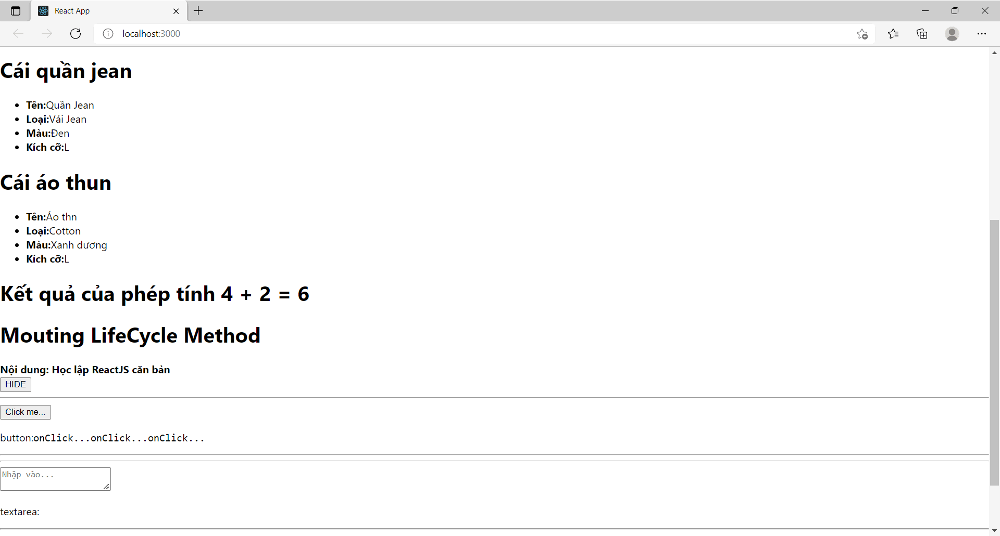 React App
localhost:3000
Cái quần jean
Tên:Quần Jean
Loại:Vải Jean
Màu:Đen
Kích cỡ:L
Cái áo thun
Tên:Áo thn
Loại:Cotton
Màu:Xanh dương
Kích cỡ:L
Kết quả của phép tính 4 + 2 = 6
Mouting LifeCycle Method
Nội dung: Học lập ReactJS căn bản
HIDE
Click me...
button:onClick...onClick...onClick...
Nhập vào...
textarea: